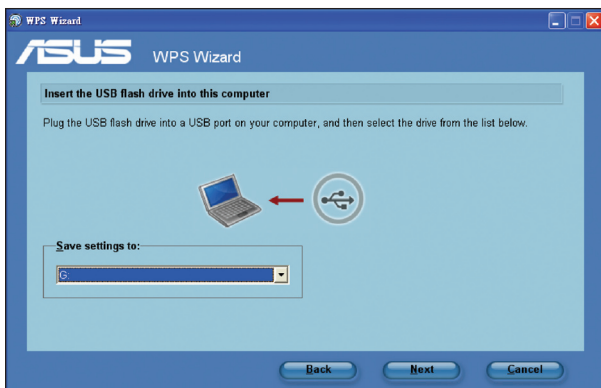 WPS Wizard
ASUS WPS Wizard
Insert the USB flash drive into this computer
Plug the USB flash drive into a USB port on your computer, and then select the drive from the list below.
Save settings to:
G:
Back Next Cancel